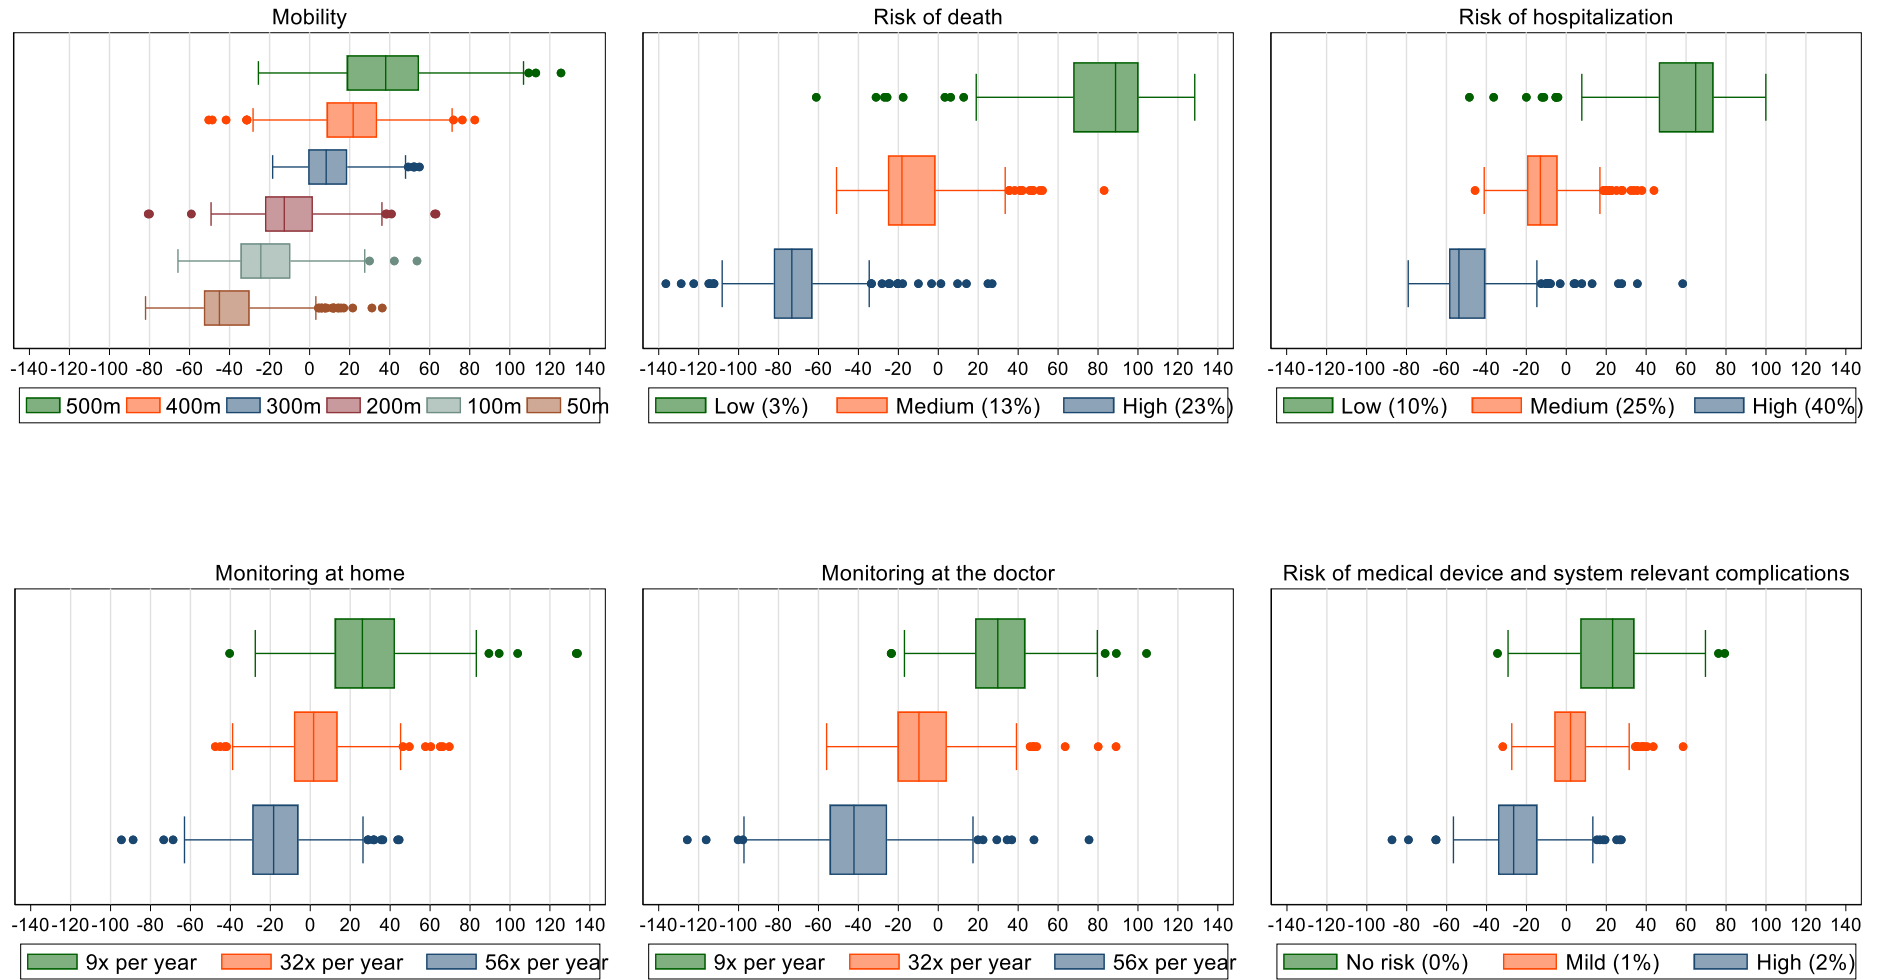 Mobility
Risk of death
Risk of hospitalization
-140 -120 -100 -80 -60 -40 -20 0 20 40 60 80 100 120 140
-140 -120 -100 -80 -60 -40 -20 0 20 40 60 80 100 120 140
-140 -120 -100 -80 -60 -40 -20 0 20 40 60 80 100 120 140
500m 400m 300m 200m 100m 50m
Low (3%) Medium (13%) High (23%)
Low (10%) Medium (25%) High (40%)
Monitoring at home
Monitoring at the doctor
Risk of medical device and system relevant complications
-140 -120 -100 -80 -60 -40 -20 0 20 40 60 80 100 120 140
-140 -120 -100 -80 -60 -40 -20 0 20 40 60 80 100 120 140
-140 -120 -100 -80 -60 -40 -20 0 20 40 60 80 100 120 140
9x per year 32x per year 56x per year
9x per year 32x per year 56x per year
No risk (0%) Mild (1%) High (2%)